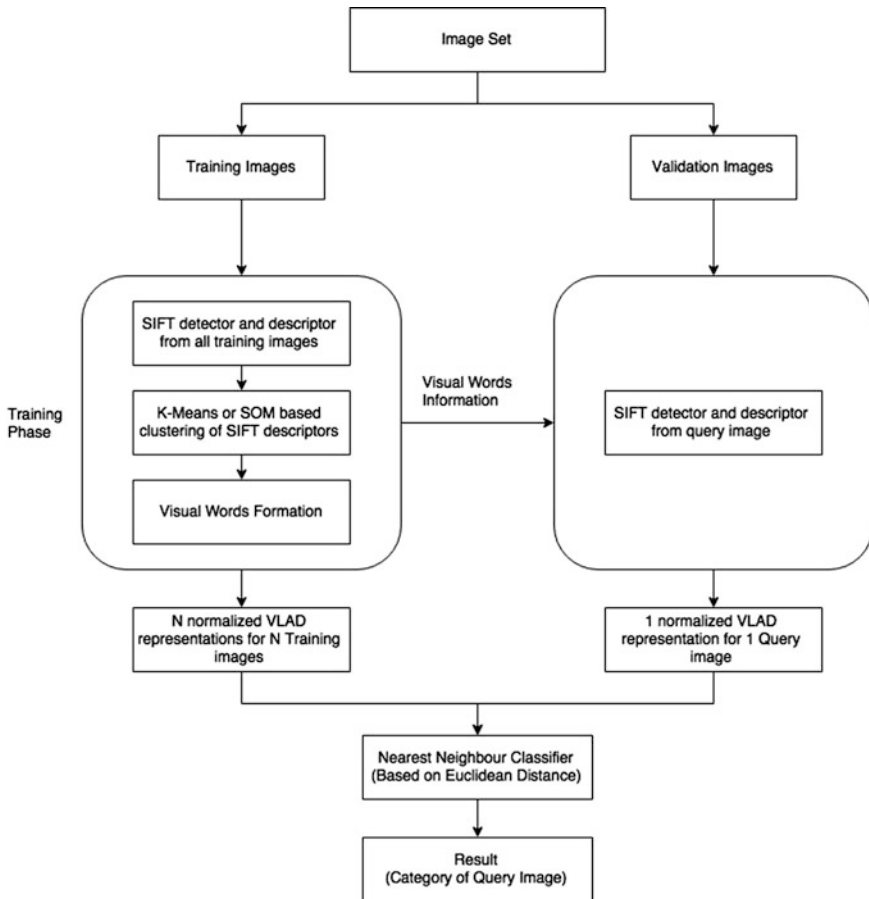 Image Set
Training Images
Validation Images
SIFT detector and descriptor
from all training images
Training
Phase
K-Means or SOM based
clustering of SIFT descriptors
Visual Words Formation
Visual Words
Information
SIFT detector and descriptor
from query image
N normalized VLAD
representations for N Training
images
1 normalized VLAD
representation for 1 Query
image
Nearest Neighbour Classifier
(Based on Euclidean Distance)
Result
(Category of Query Image)